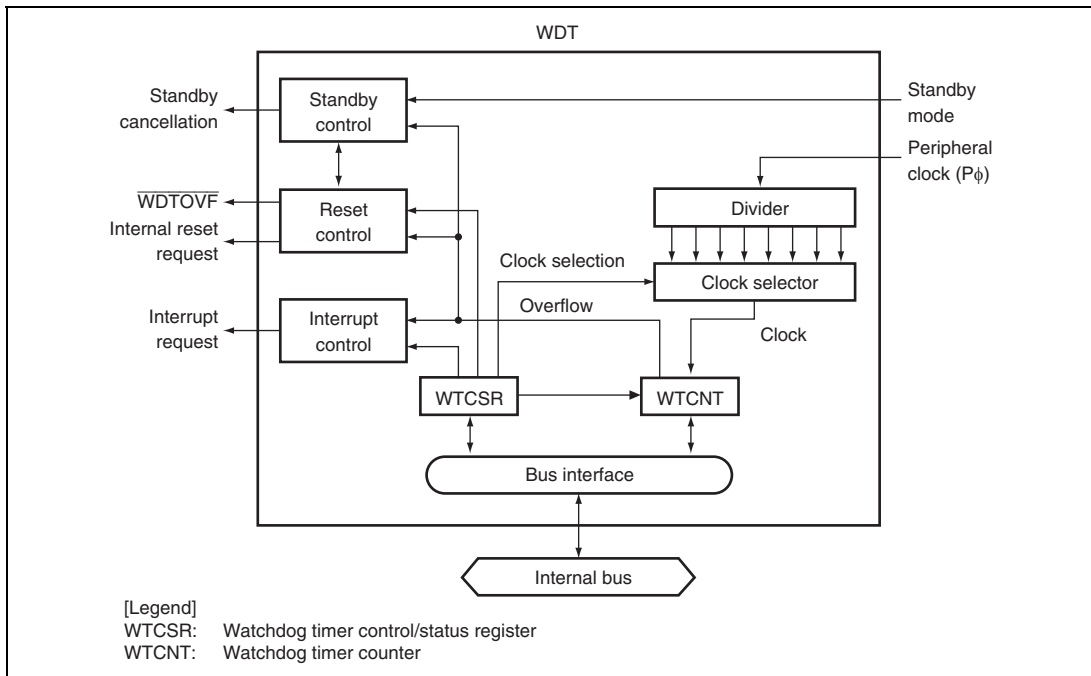 WDT
Standby
cancellation
Standby
control
Standby
mode
Peripheral
clock (Pϕ)
WDTOVF
Internal reset
request
Reset
control
Divider
Clock selection
Clock selector
Overflow
Interrupt
request
Interrupt
control
Clock
WTCSR
WTCNT
Bus interface
Internal bus
[Legend]
WTCSR: Watchdog timer control/status register
WTCNT: Watchdog timer counter